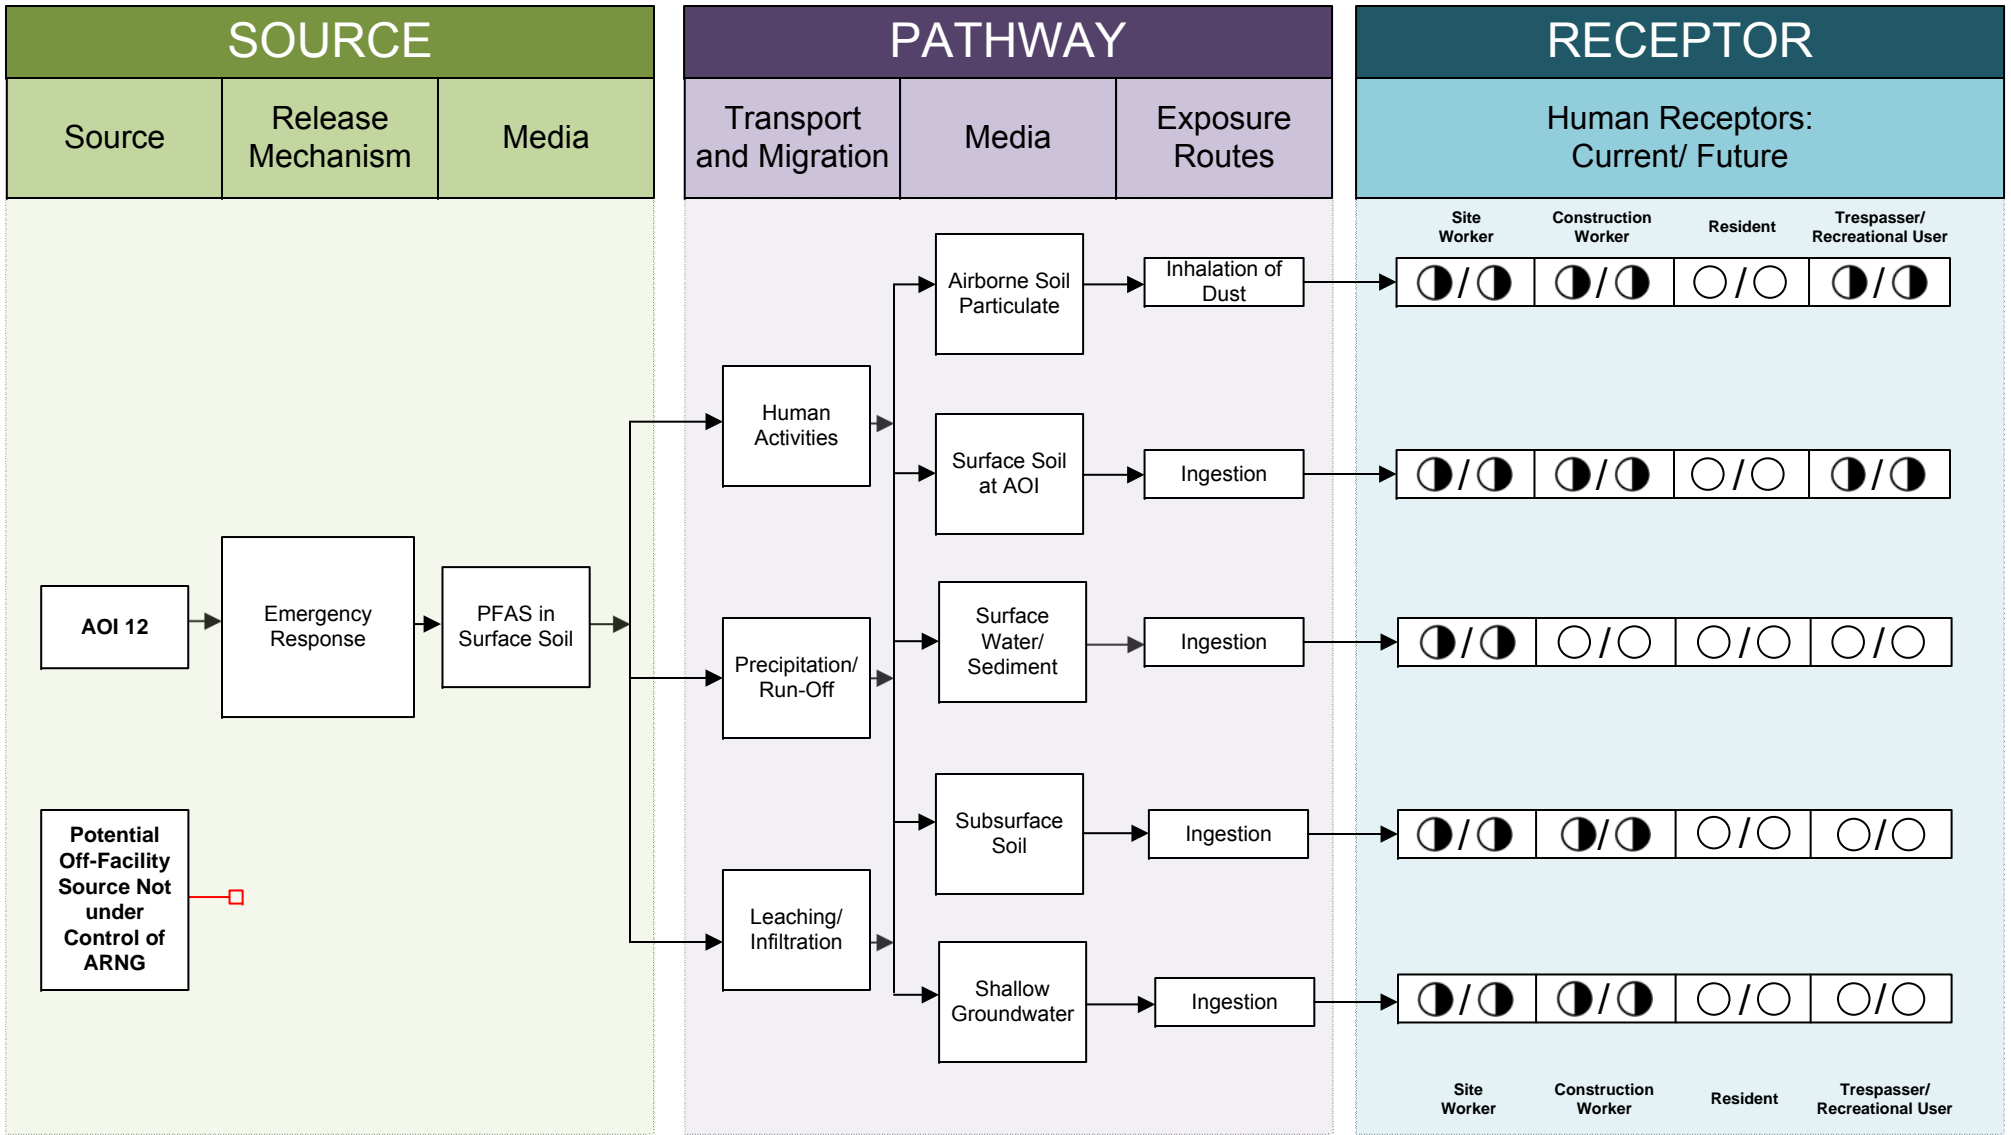 SOURCE
PATHWAY
RECEPTOR
Source
Release
Mechanism
Media
Transport
and Migration
Media
Exposure
Routes
Human Receptors:
Current/ Future
Site
Worker
Construction
Worker
Resident
Trespasser/
Recreational User
Airborne Soil
Particulate
Inhalation of
Dust
/
/
/
/
Human
Activities
Surface Soil
at AOI
Ingestion
/
/
/
/
AOI 12
Emergency
Response
PFAS in
Surface Soil
Precipitation/
Run-Off
Surface
Water/
Sediment
Ingestion
/
/
/
/
Potential
Off-Facility
Source Not
under
Control of
ARNG
Subsurface
Soil
Ingestion
/
/
/
/
Leaching/
Infiltration
Shallow
Groundwater
Ingestion
/
/
/
/
Site
Worker
Construction
Worker
Resident
Trespasser/
Recreational User